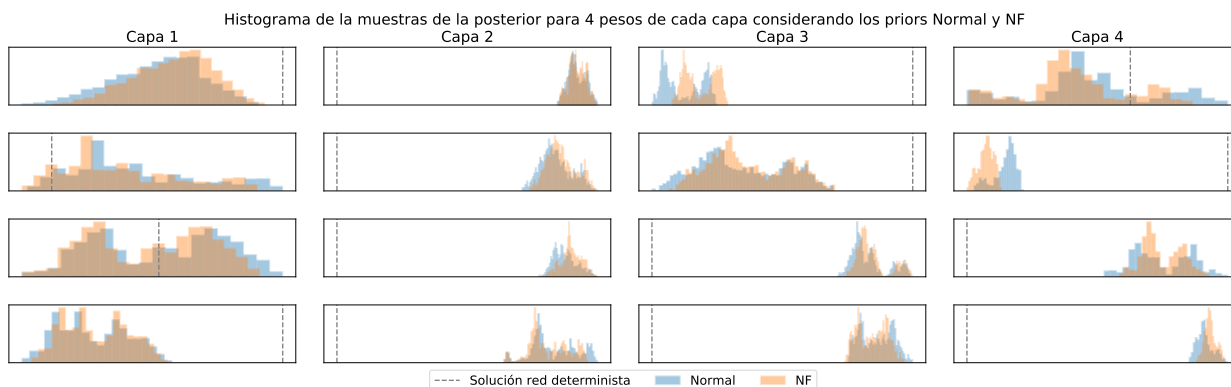 Histograma de la muestras de la posterior para 4 pesos de cada capa considerando los priors Normal y NF
Capa 1
Capa 2
Capa 3
Capa 4
Solución red determinista
Normal
NF